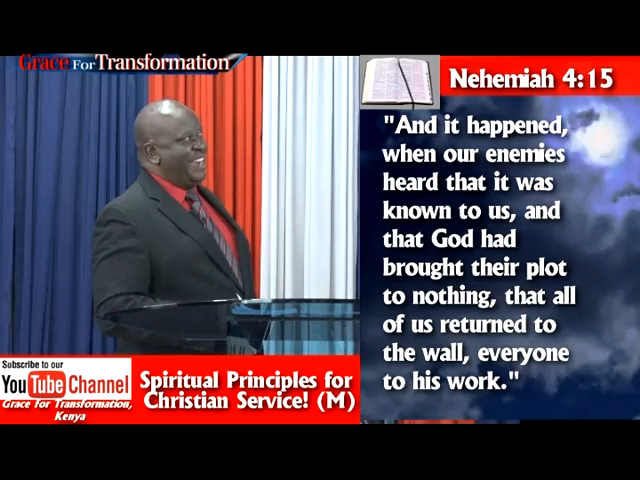 Grace For Transformation
Nehemiah 4:15
"And it happened,
when our enemies
heard that it was
known to us, and
that God had
brought their plot
to nothing, that all
of us returned to
the wall, everyone
to his work."
Subscribe to our
YouTube Channel
Grace for Transformation,
Kenya
Spiritual Principles for
Christian Service! (M)